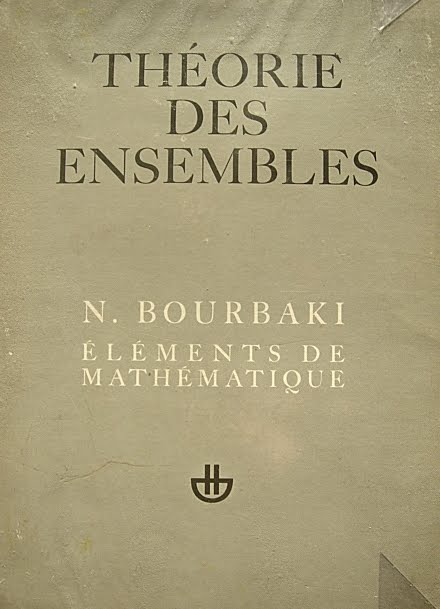 THÉORIE
DES
ENSEMBLES
N. BOURBAKI
ÉLÉMENTS DE
MATHÉMATIQUE